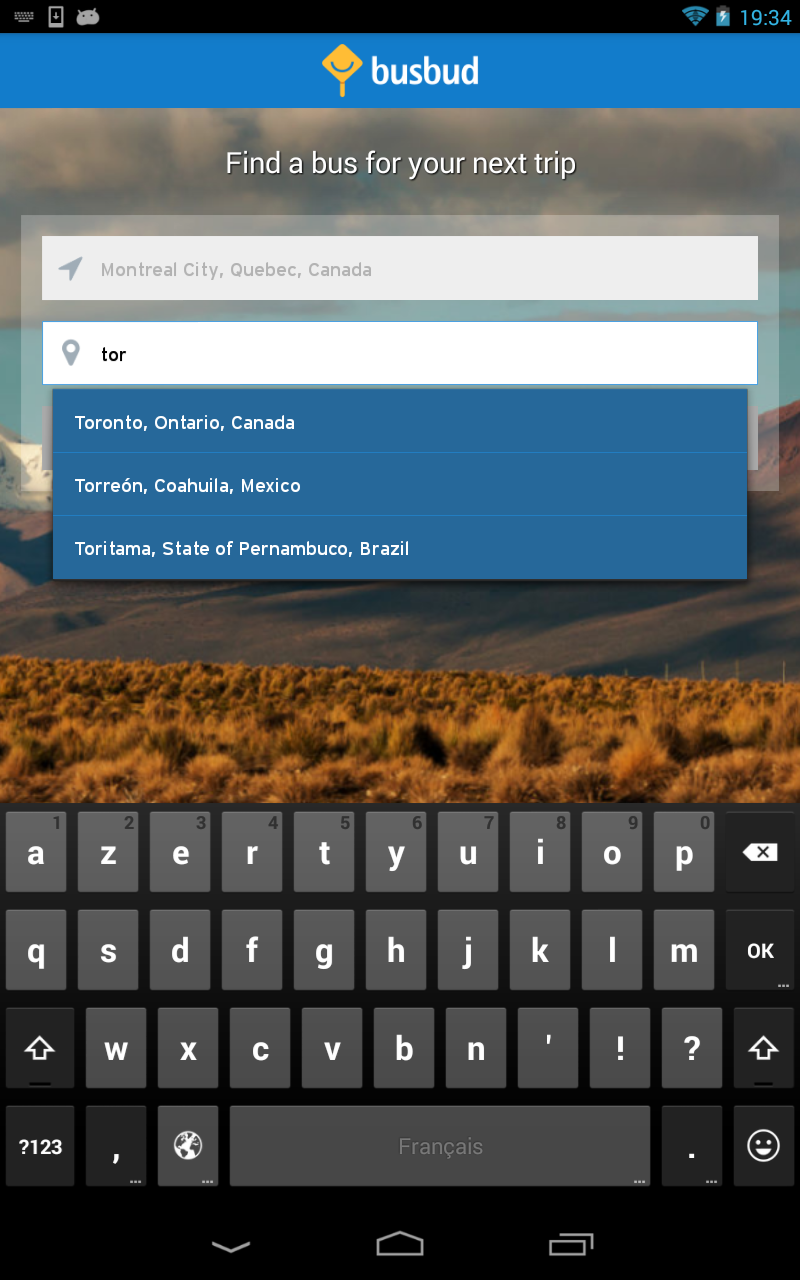 19:34
busbud
Find a bus for your next trip
Montreal City, Quebec, Canada
tor
Toronto, Ontario, Canada
Torreón, Coahuila, Mexico
Toritama, State of Pernambuco, Brazil
1 2 3 4 5 6 7 8 9 0
a z e r t y u i o p
q s d f g h j k l m OK
...
w x c v b n ' ! ?
?123 , Français .
... ... ... ...